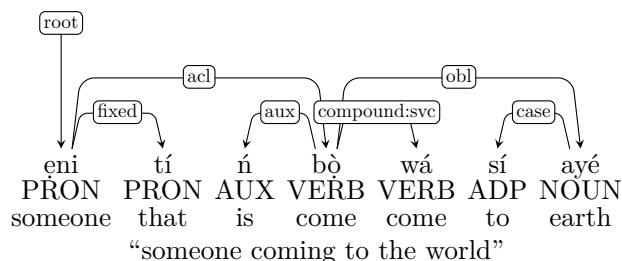 root
acl obl
fixed aux compound:svc case
ẹni tí ń bọ̀ wá sí ayé
PRON PRON AUX VERB VERB ADP NOUN
someone that is come come to earth
“someone coming to the world”